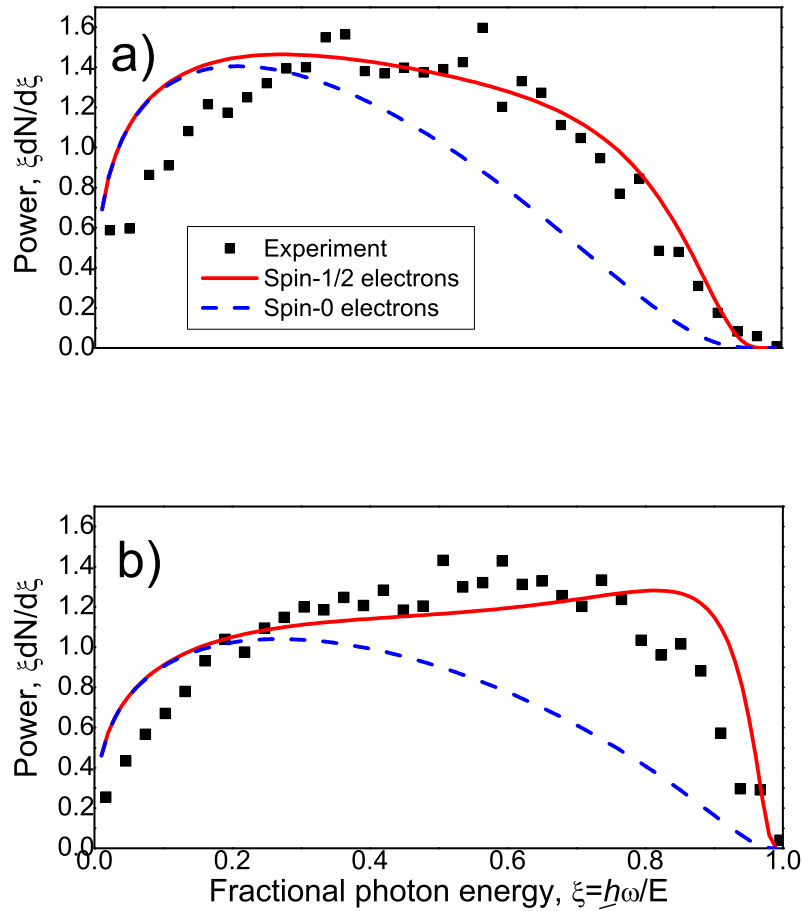 1.6
a)
1.4
1.2
1.0
0.8
0.6
0.4
0.2
0.0
Power, ξdN/dξ
Experiment
Spin-1/2 electrons
Spin-0 electrons
1.6
b)
1.4
1.2
1.0
0.8
0.6
0.4
0.2
0.0
Power, ξdN/dξ
0.0 0.2 0.4 0.6 0.8 1.0
Fractional photon energy, ξ=ħω/E